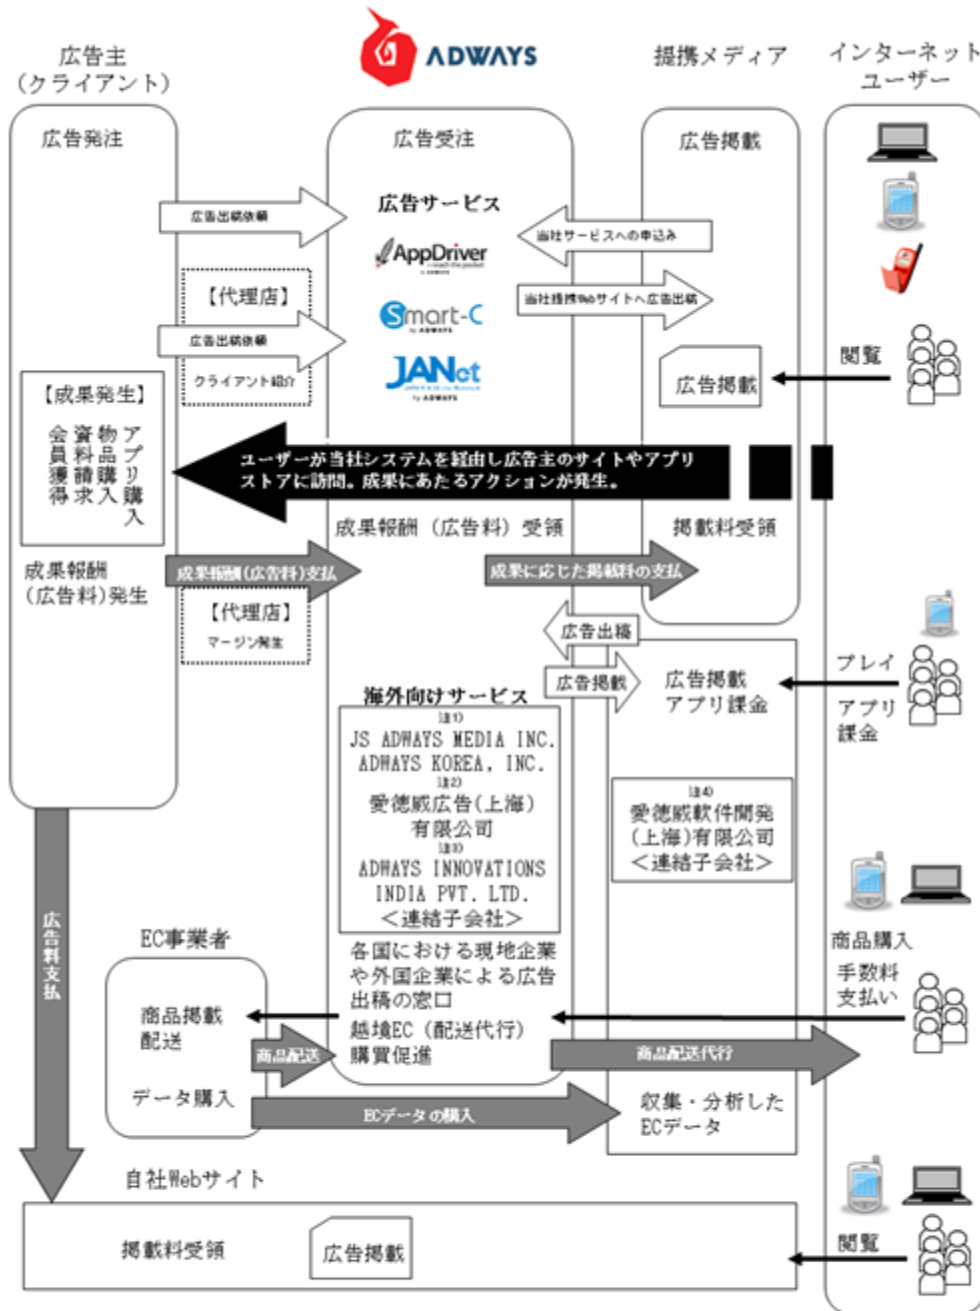 広告主
(クライアント)
ADWAYS
提携メディア
インターネット
ユーザー
広告発注
広告受注
広告掲載
広告出稿依頼
広告サービス
当社サービスへの申込み
AppDriver
by ADWAYS
【代理店】
当社提携Webサイトへ広告出稿
Smart-C
by ADWAYS
広告出稿依頼
クライアント紹介
JANet
by ADWAYS
広告掲載
閲覧
【成果発生】
会員獲得
資料請求
物品購入
アプリ購入
ユーザーが当社システムを経由し広告主のサイトやアプリ
ストアに訪問。成果にあたるアクションが発生。
成果報酬（広告料）受領
掲載料受領
成果報酬
(広告料)発生
成果報酬(広告料)支払
成果に応じた掲載料の支払
【代理店】
マージン発生
広告出稿
広告掲載
広告掲載
アプリ課金
プレイ
アプリ
課金
海外向けサービス
注1)
JS ADWAYS MEDIA INC.
ADWAYS KOREA, INC.
注2)
愛徳威広告(上海)
有限公司
注3)
ADWAYS INNOVATIONS
INDIA PVT. LTD.
＜連結子会社＞
注4)
愛徳威軟件開発
(上海)有限公司
＜連結子会社＞
広告料支払
EC事業者
各国における現地企業
や外国企業による広告
出稿の窓口
商品購入
手数料
支払い
商品掲載
配送
越境EC（配送代行）
購買促進
商品配送
商品配送代行
データ購入
ECデータの購入
収集・分析した
ECデータ
自社Webサイト
掲載料受領
広告掲載
閲覧